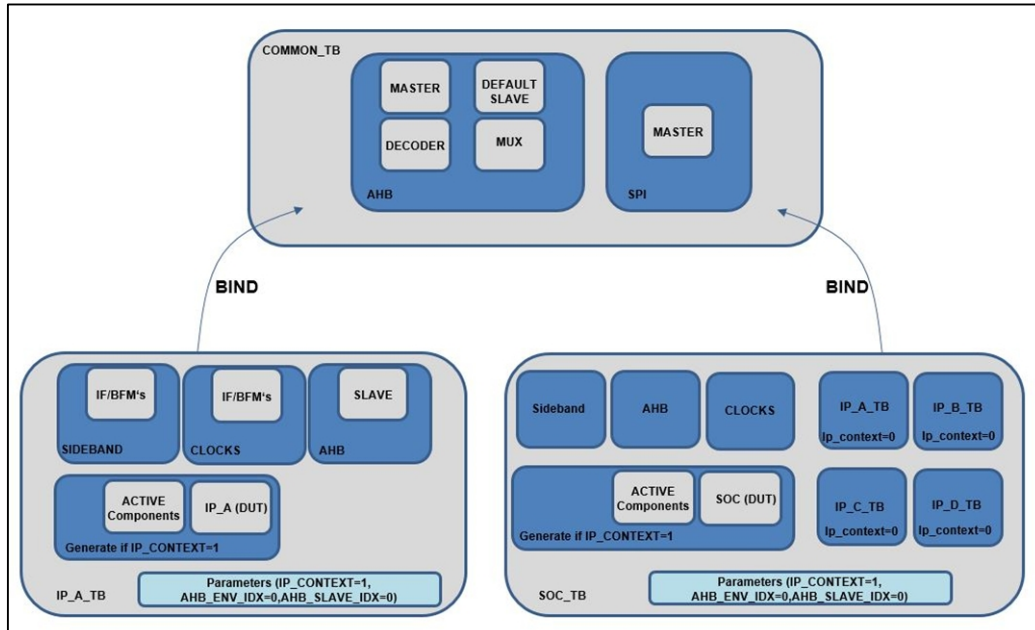 COMMON_TB
MASTER
DEFAULT
SLAVE
DECODER
MUX
AHB
MASTER
SPI
BIND
BIND
IF/BFM's
SIDEBAND
IF/BFM's
CLOCKS
SLAVE
AHB
ACTIVE
Components
IP_A (DUT)
Generate if IP_CONTEXT=1
IP_A_TB
Parameters (IP_CONTEXT=1,
AHB_ENV_IDX=0,AHB_SLAVE_IDX=0)
Sideband
AHB
CLOCKS
IP_A_TB
Ip_context=0
IP_B_TB
Ip_context=0
ACTIVE
Components
SOC (DUT)
Generate if IP_CONTEXT=1
IP_C_TB
Ip_context=0
IP_D_TB
Ip_context=0
SOC_TB
Parameters (IP_CONTEXT=1,
AHB_ENV_IDX=0,AHB_SLAVE_IDX=0)